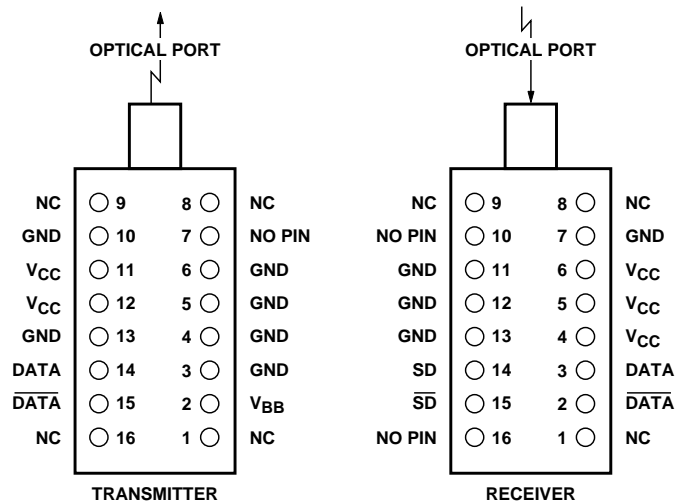 OPTICAL PORT OPTICAL PORT
NC 9 8 NC NC 9 8 NC
GND 10 7 NO PIN NO PIN 10 7 GND
VCC 11 6 GND GND 11 6 VCC
VCC 12 5 GND GND 12 5 VCC
GND 13 4 GND GND 13 4 VCC
DATA 14 3 GND SD 14 3 DATA
D̅A̅T̅A̅ 15 2 VBB S̅D̅ 15 2 D̅A̅T̅A̅
NC 16 1 NC NO PIN 16 1 NC
TRANSMITTER RECEIVER